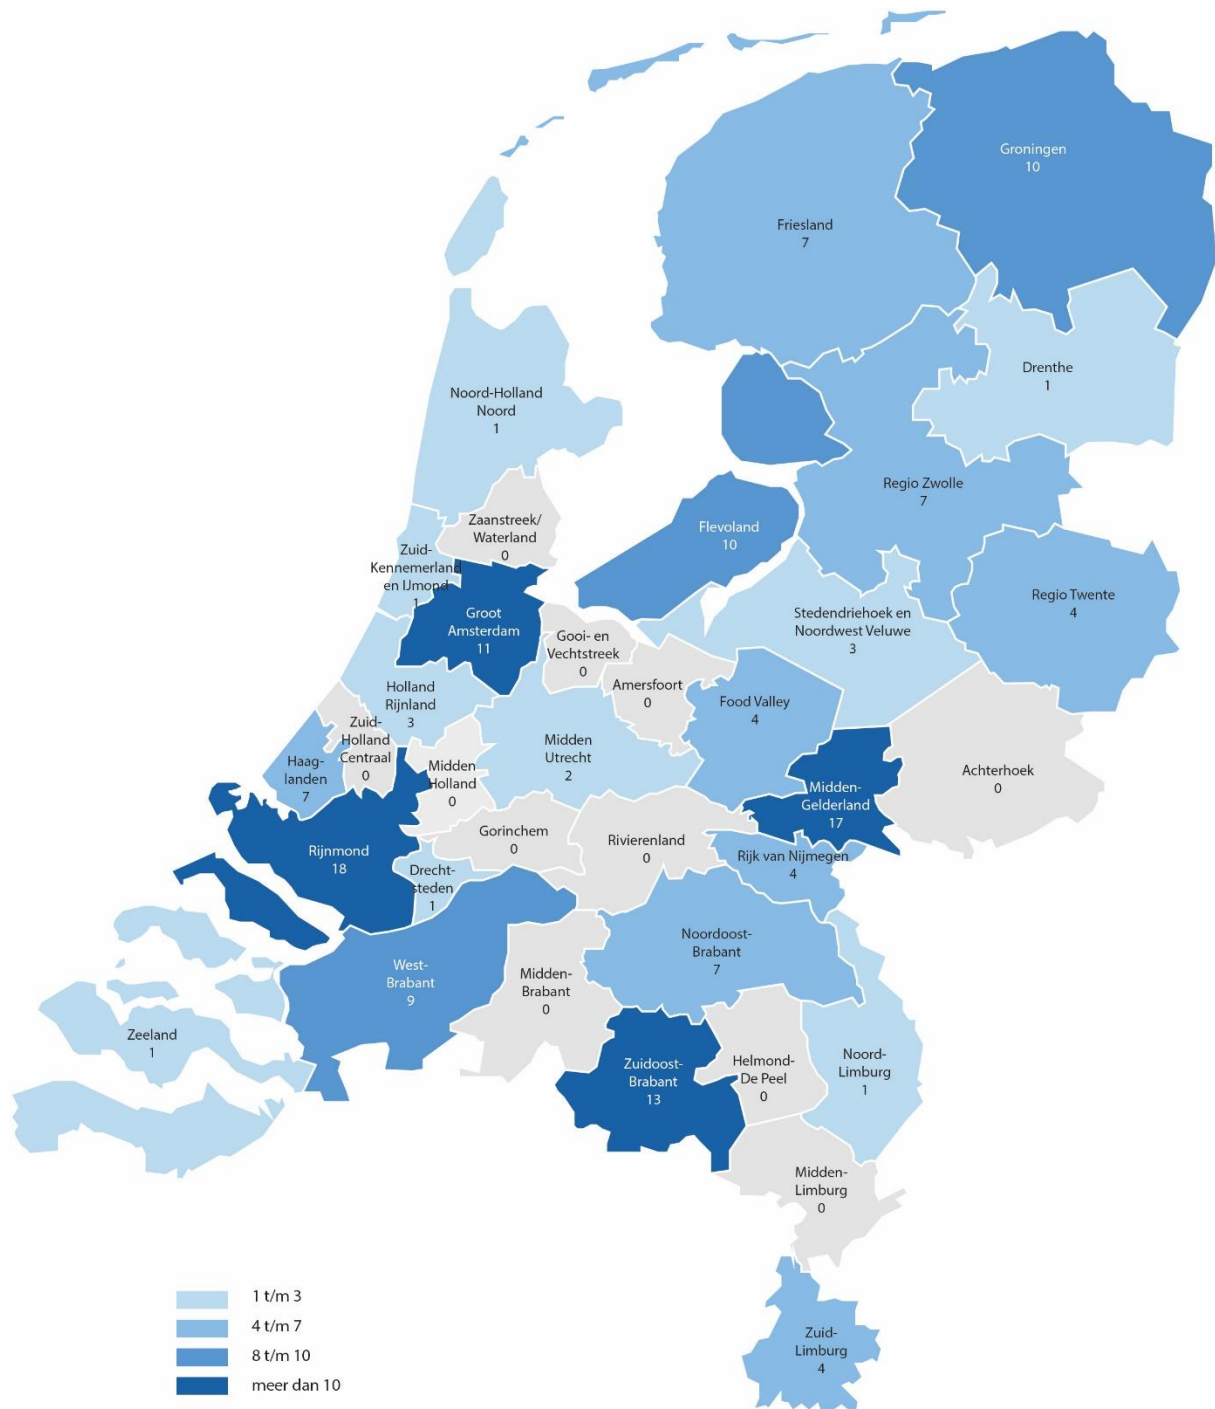 Groningen
10
Friesland
7
Drenthe
1
Noord-Holland
Noord
1
Regio Zwolle
7
Zaanstreek/
Waterland
0
Flevoland
10
Zuid-
Kennemerland
en IJmond
1
Regio Twente
4
Stedendriehoek en
Noordwest Veluwe
3
Groot
Amsterdam
11
Gooi- en
Vechtstreek
0
Amersfoort
0
Holland
Rijnland
3
Food Valley
4
Zuid-
Holland
Centraal
0
Midden
Utrecht
2
Haag-
landen
7
Midden
Holland
0
Achterhoek
0
Midden-
Gelderland
17
Gorinchem
0
Rivierenland
0
Rijnmond
18
Rijk van Nijmegen
4
Drecht-
steden
1
Noordoost-
Brabant
7
West-
Brabant
9
Midden-
Brabant
0
Zeeland
1
Zuidoost-
Brabant
13
Helmond-
De Peel
0
Noord-
Limburg
1
Midden-
Limburg
0
Zuid-
Limburg
4
1 t/m 3
4 t/m 7
8 t/m 10
meer dan 10